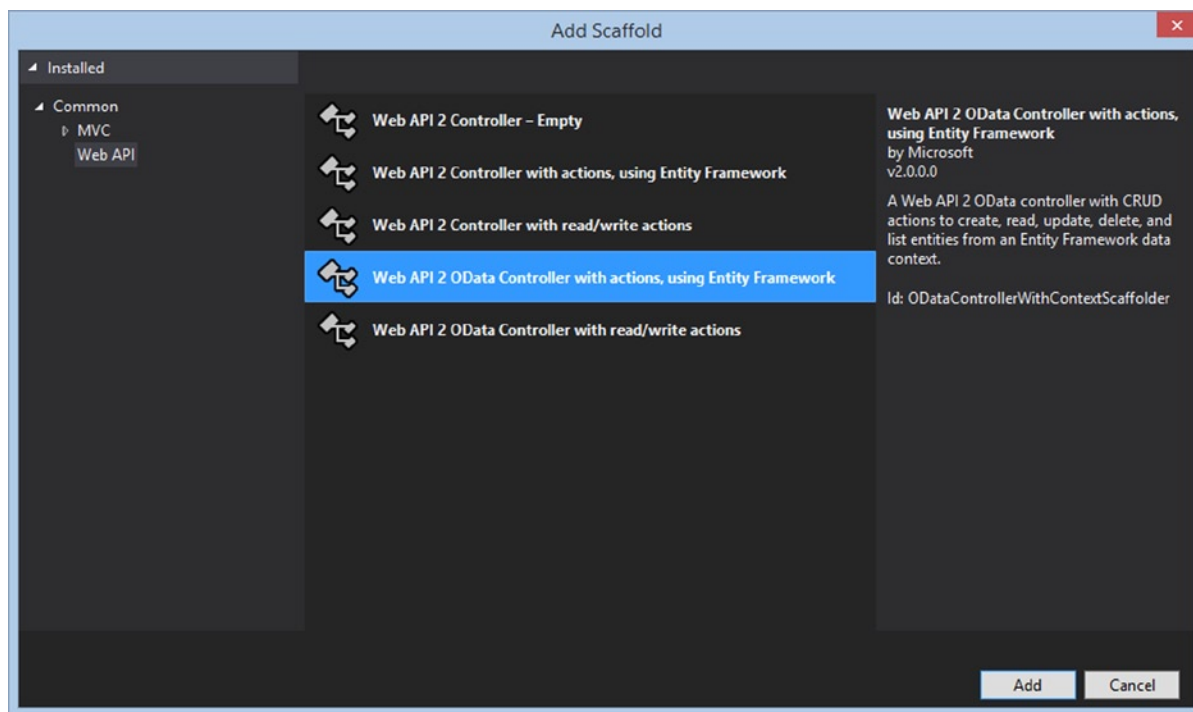 Add Scaffold
Installed
Common
MVC
Web API
Web API 2 Controller – Empty
Web API 2 Controller with actions, using Entity Framework
Web API 2 Controller with read/write actions
Web API 2 OData Controller with actions, using Entity Framework
Web API 2 OData Controller with read/write actions
Web API 2 OData Controller with actions,
using Entity Framework
by Microsoft
v2.0.0.0
A Web API 2 OData controller with CRUD
actions to create, read, update, delete, and
list entities from an Entity Framework data
context.
Id: ODataControllerWithContextScaffolder
Add
Cancel